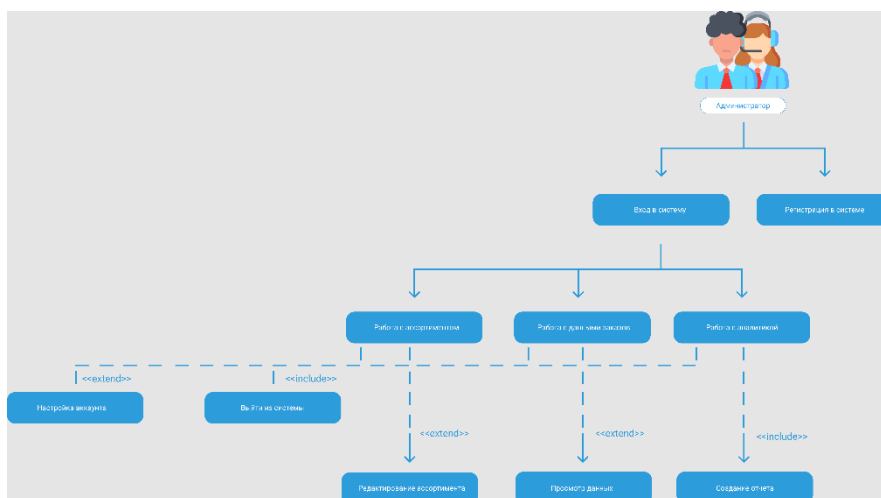 Администратор
Вход в систему
Регистрация в системе
Работа с ассортиментом
Работа с данными заказов
Работа с аналитикой
<<extend>>
<<include>>
Настройка аккаунта
Выйти из системы
<<extend>>
<<extend>>
<<include>>
Редактирование ассортимента
Просмотр данных
Создание отчета